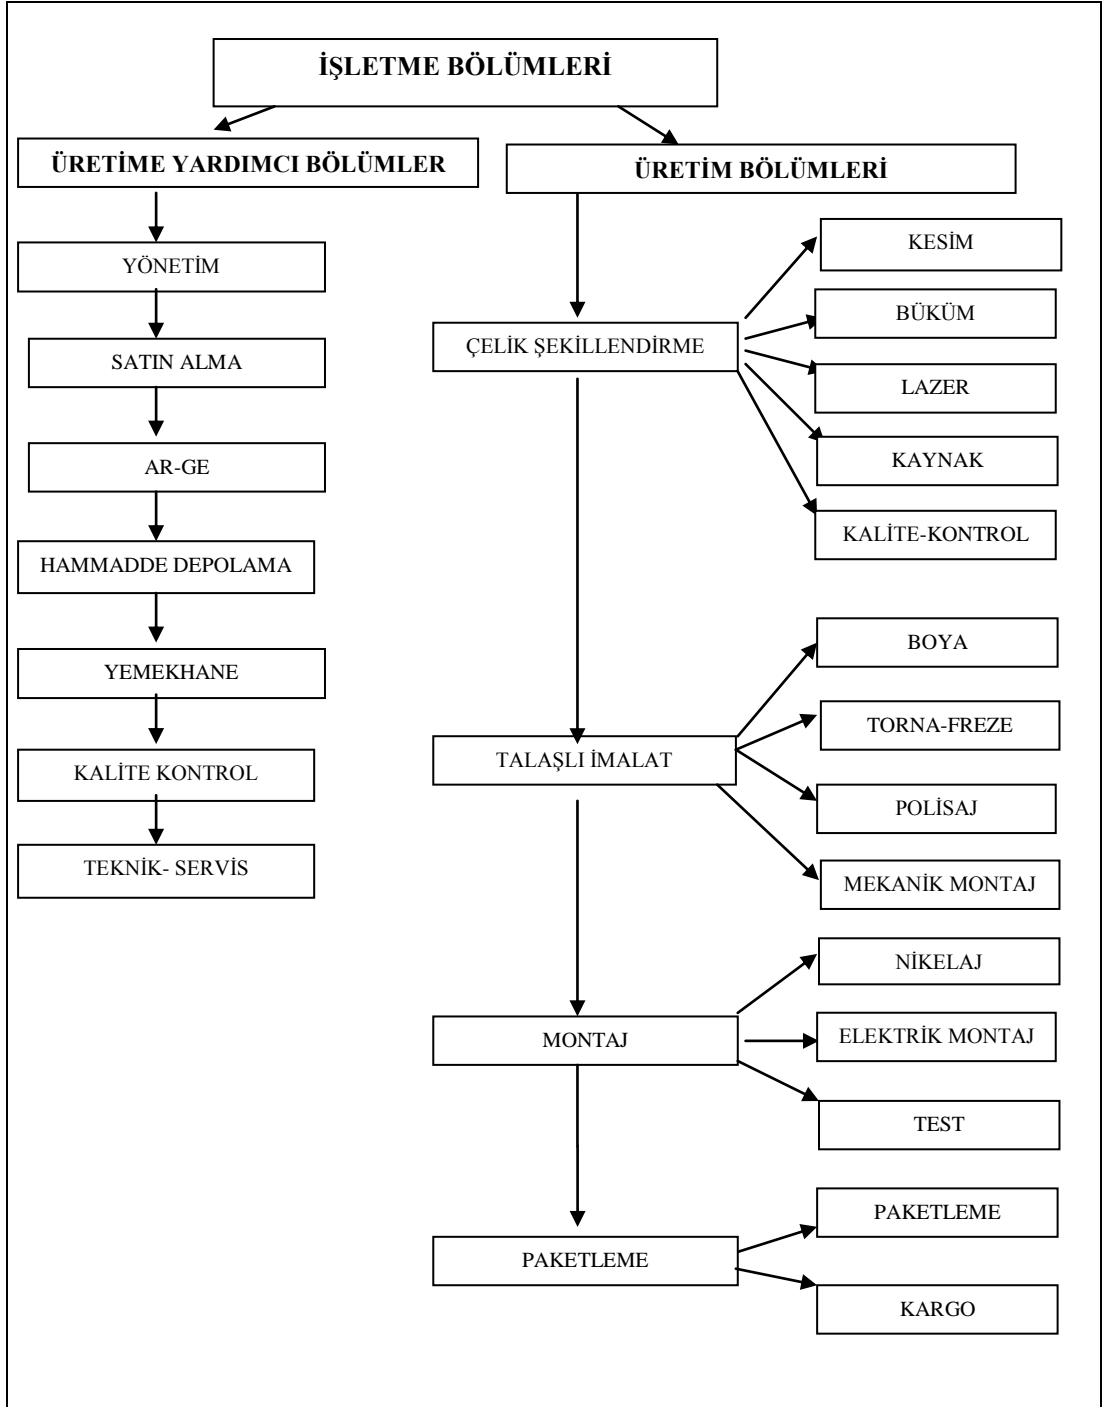 İŞLETME BÖLÜMLERİ
ÜRETİME YARDIMCI BÖLÜMLER
YÖNETİM
SATIN ALMA
AR-GE
HAMMADDE DEPOLAMA
YEMEKHANE
KALİTE KONTROL
TEKNİK- SERVİS
ÜRETİM BÖLÜMLERİ
ÇELİK ŞEKİLLENDİRME
KESİM
BÜKÜM
LAZER
KAYNAK
KALİTE-KONTROL
TALAŞLI İMALAT
BOYA
TORNA-FREZE
POLİSAJ
MEKANİK MONTAJ
MONTAJ
NİKELAJ
ELEKTRİK MONTAJ
TEST
PAKETLEME
PAKETLEME
KARGO